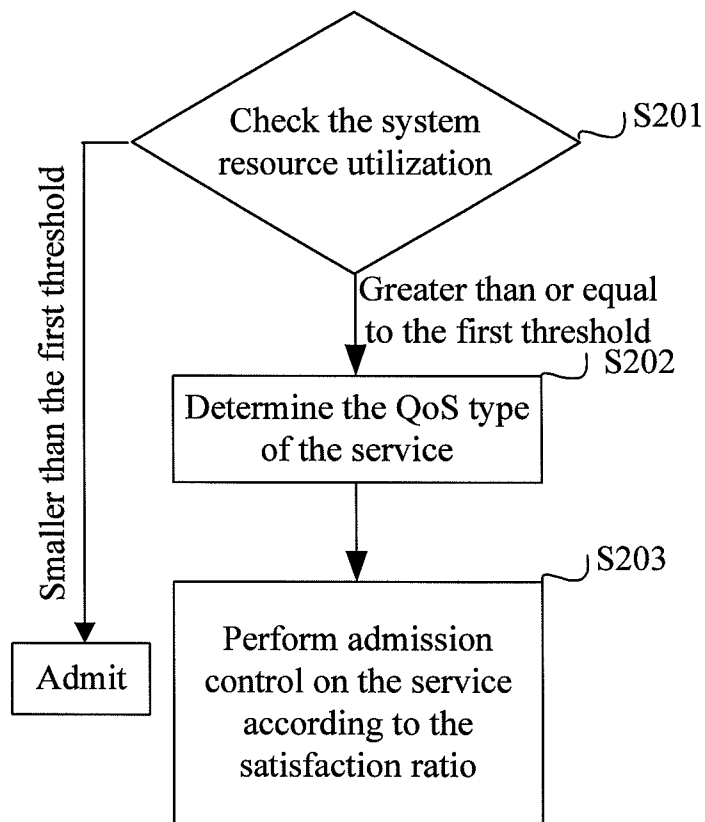 Check the system
resource utilization
S201
Smaller than the first threshold
Greater than or equal
to the first threshold
S202
Determine the QoS type
of the service
S203
Admit
Perform admission
control on the service
according to the
satisfaction ratio